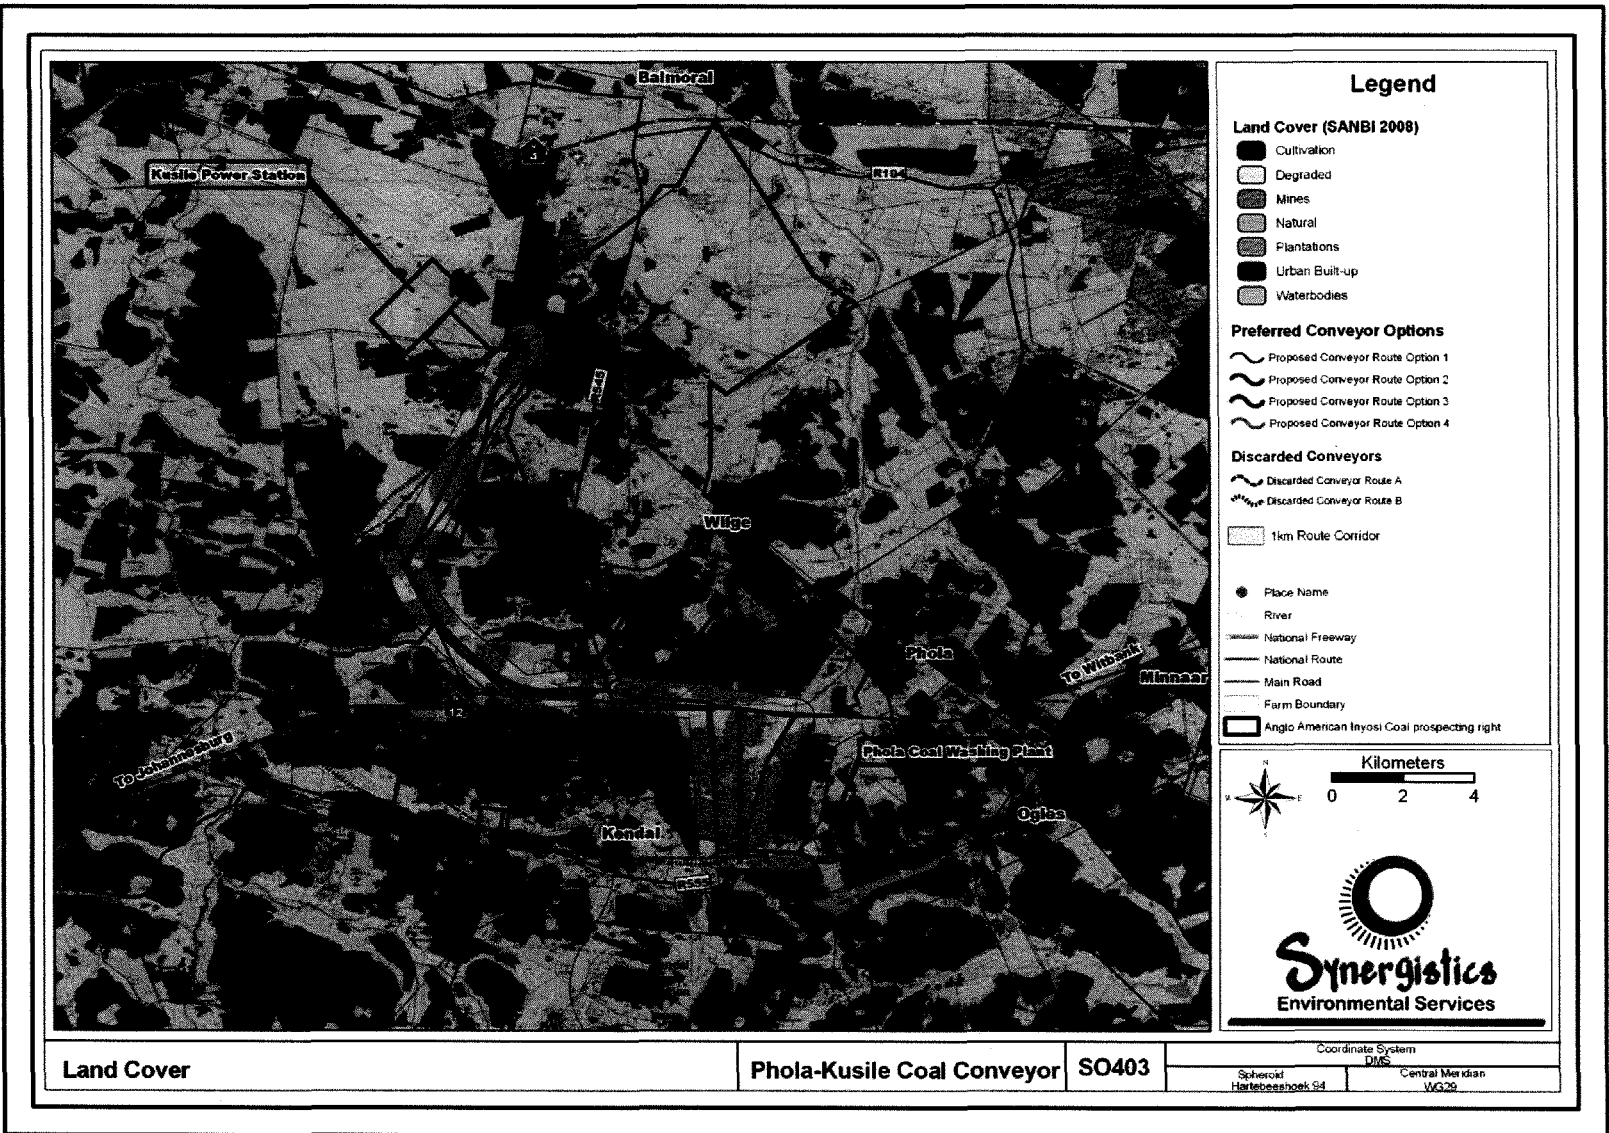 Balmoral
Kusile Power Station
R104
R545
Wilge
Phola
To Witbank
Minnaar
12
To Johannesburg
Phola Coal Washing Plant
Ogies
Kendal
R555
Legend
Land Cover (SANBI 2008)
Cultivation
Degraded
Mines
Natural
Plantations
Urban Built-up
Waterbodies
Preferred Conveyor Options
Proposed Conveyor Route Option 1
Proposed Conveyor Route Option 2
Proposed Conveyor Route Option 3
Proposed Conveyor Route Option 4
Discarded Conveyors
Discarded Conveyor Route A
Discarded Conveyor Route B
1km Route Corridor
Place Name
River
National Freeway
National Route
Main Road
Farm Boundary
Anglo American Inyosi Coal prospecting right
Kilometers
0 2 4
N
W E
S
Synergistics
Environmental Services
Land Cover
Phola-Kusile Coal Conveyor
SO403
Coordinate System
DMS
Spheroid
Hartebeeshoek 94
Central Meridian
WG29